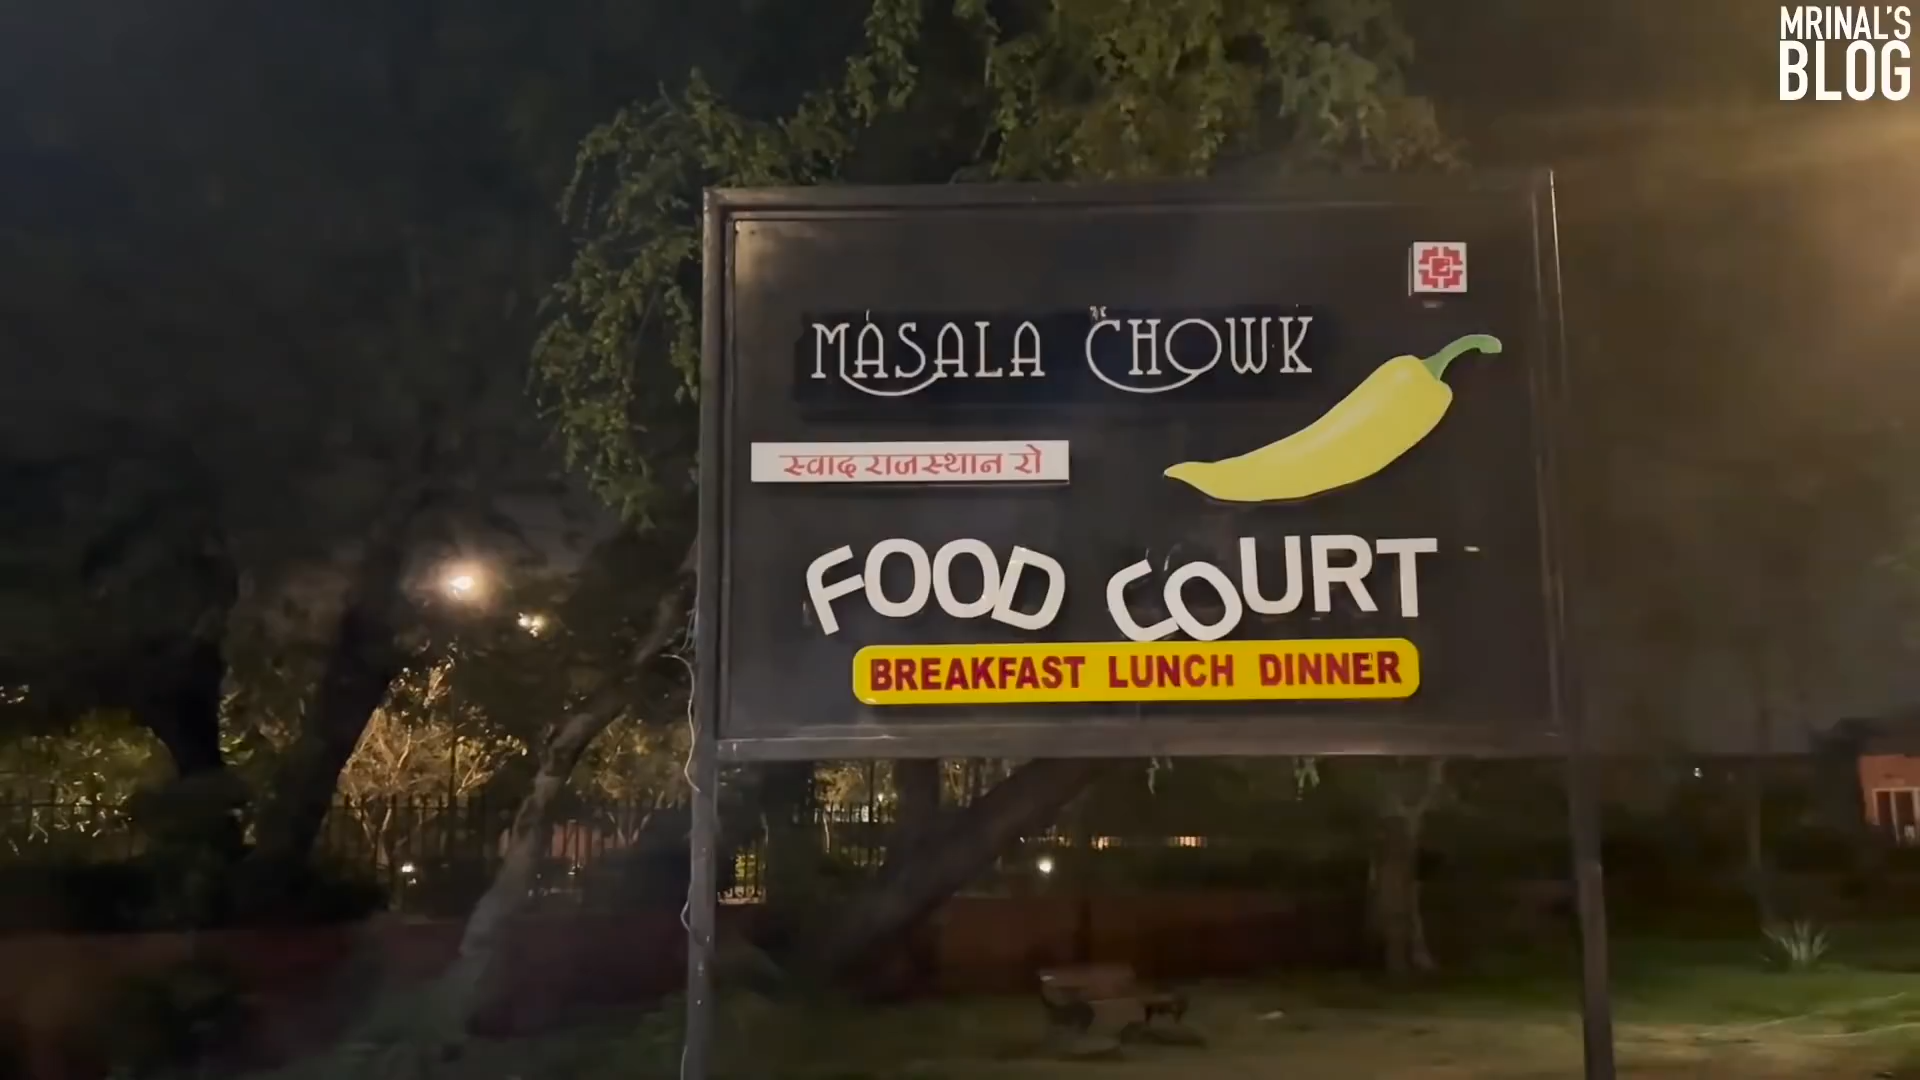 MRINAL'S
BLOG
MASALA CHOWK
स्वाद राजस्थान रो
FOOD COURT
BREAKFAST LUNCH DINNER